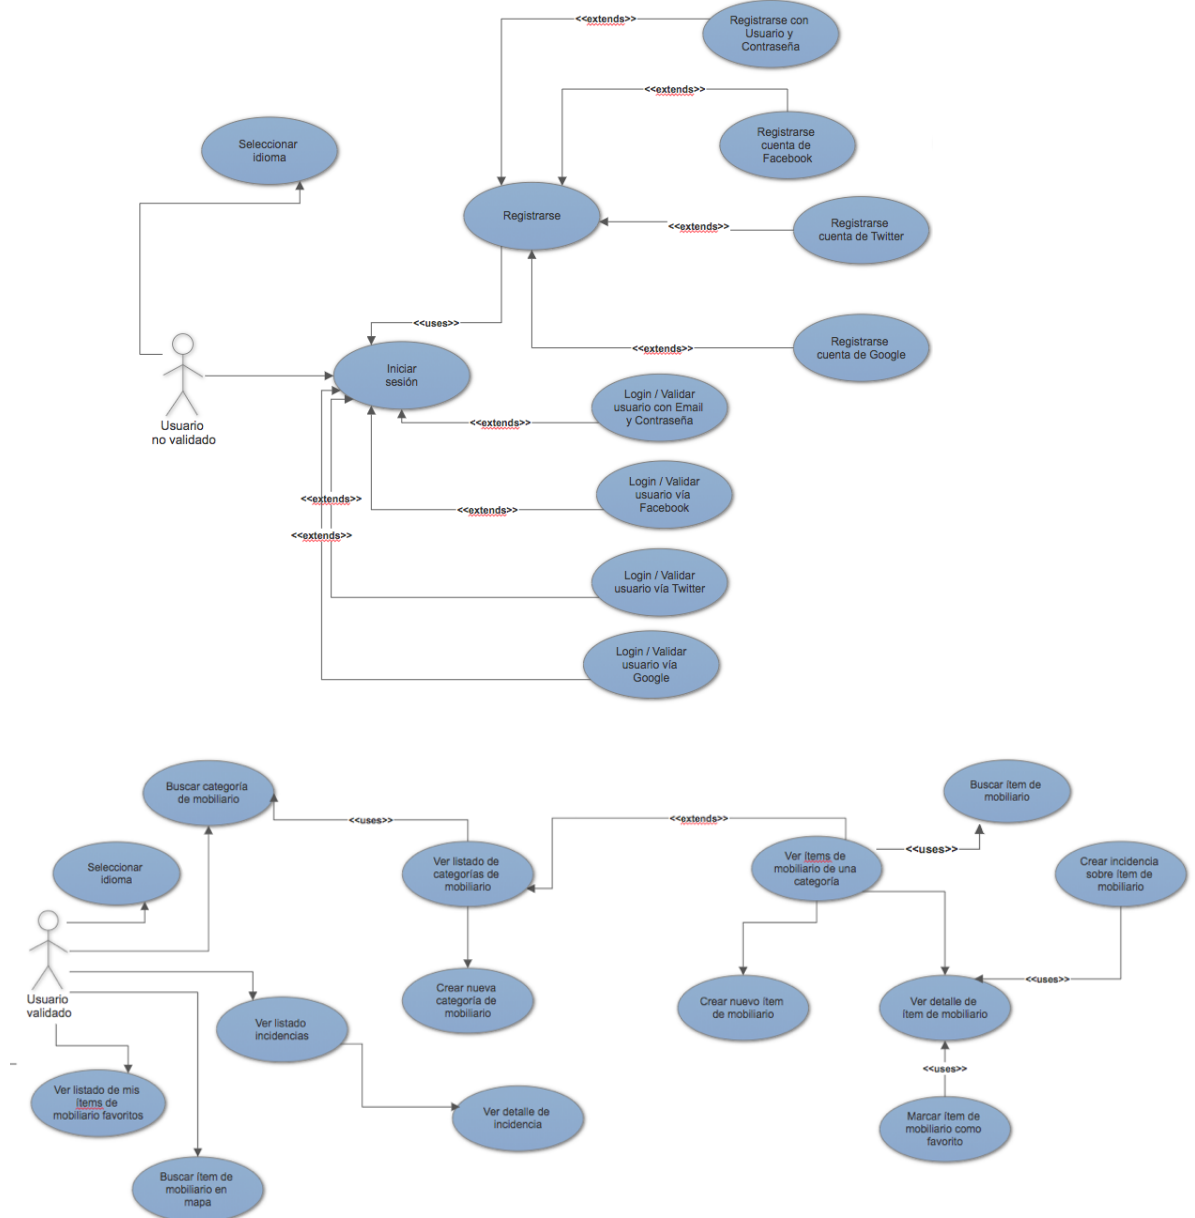 <<extends>>
Registrarse con
Usuario y
Contraseña
<<extends>>
Registrarse
cuenta de
Facebook
Seleccionar
idioma
Registrarse
<<extends>>
Registrarse
cuenta de Twitter
<<uses>>
<<extends>>
Registrarse
cuenta de Google
Usuario
no validado
Iniciar
sesión
<<extends>>
Login / Validar
usuario con Email
y Contraseña
<<extends>>
<<extends>>
Login / Validar
usuario vía
Facebook
<<extends>>
Login / Validar
usuario vía Twitter
Login / Validar
usuario vía
Google
Buscar categoría
de mobiliario
<<uses>>
<<extends>>
Buscar ítem de
mobiliario
Seleccionar
idioma
Ver listado de
categorías de
mobiliario
Ver ítems de
mobiliario de una
categoría
<<uses>>
Crear incidencia
sobre ítem de
mobiliario
Usuario
validado
Ver listado
incidencias
Crear nueva
categoría de
mobiliario
Crear nuevo ítem
de mobiliario
Ver detalle de
ítem de mobiliario
<<uses>>
<<uses>>
Ver listado de mis
ítems de
mobiliario favoritos
Ver detalle de
incidencia
Marcar ítem de
mobiliario como
favorito
Buscar ítem de
mobiliario en
mapa